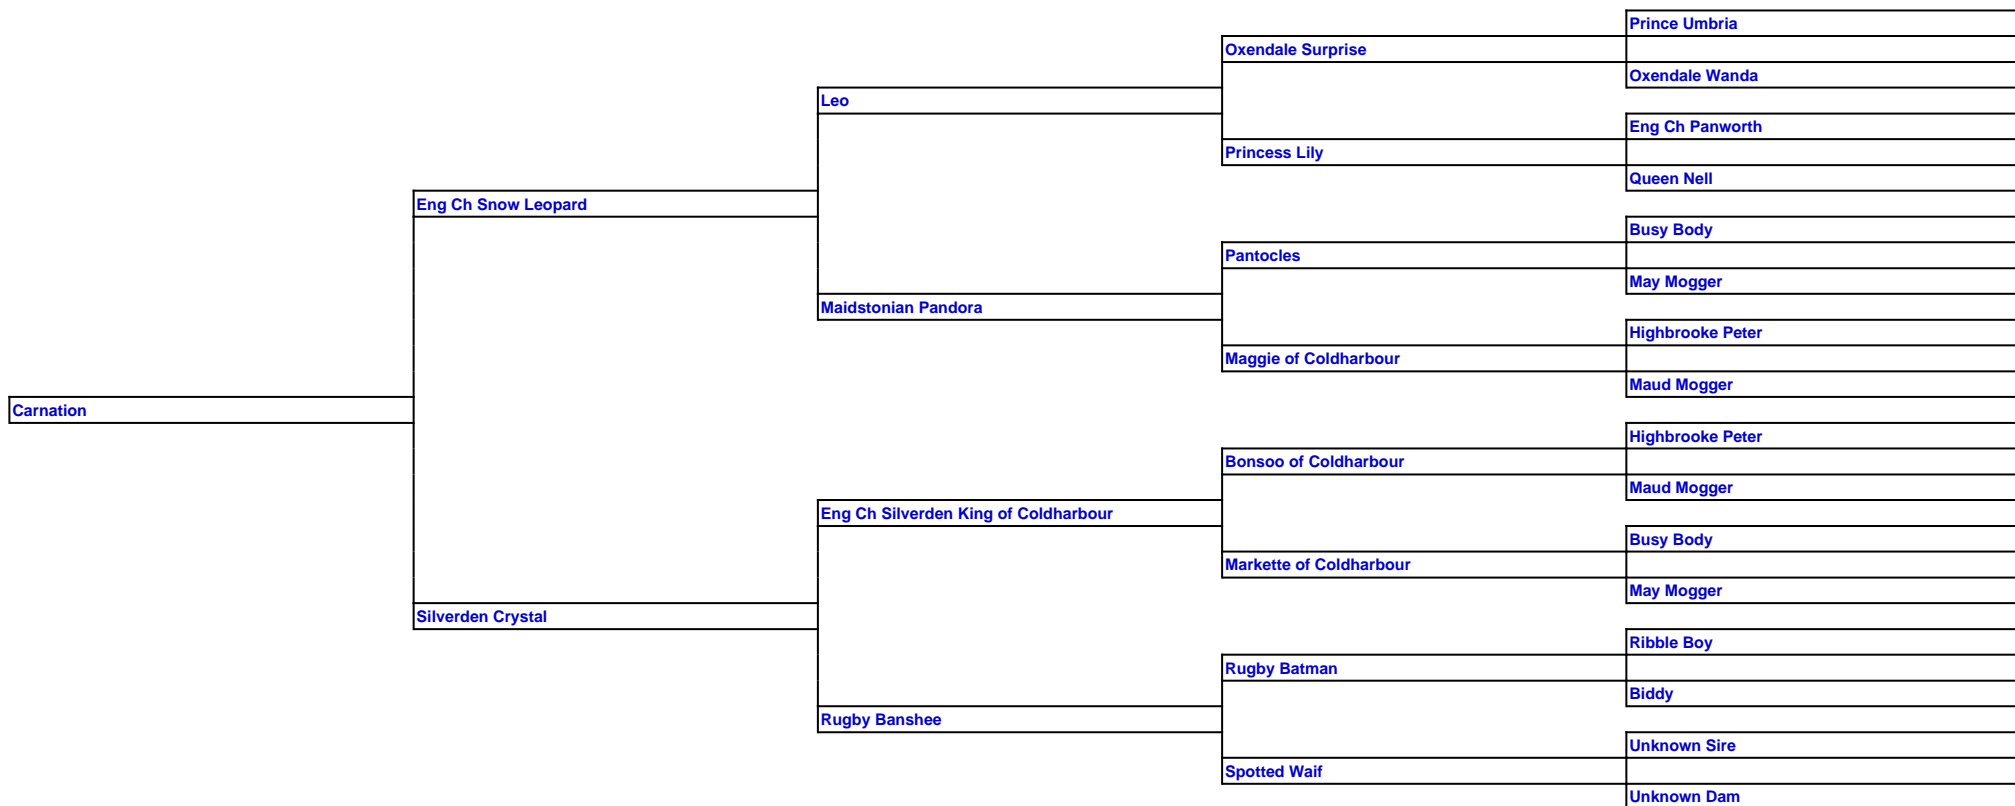 Prince Umbria
Oxendale Surprise
Oxendale Wanda
Leo
Eng Ch Panworth
Princess Lily
Queen Nell
Eng Ch Snow Leopard
Busy Body
Pantocles
May Mogger
Maidstonian Pandora
Highbrooke Peter
Maggie of Coldharbour
Maud Mogger
Carnation
Highbrooke Peter
Bonsoo of Coldharbour
Maud Mogger
Eng Ch Silverden King of Coldharbour
Busy Body
Markette of Coldharbour
May Mogger
Silverden Crystal
Ribble Boy
Rugby Batman
Biddy
Rugby Banshee
Unknown Sire
Spotted Waif
Unknown Dam